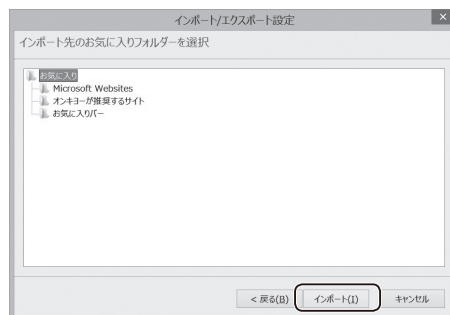 インポート/エクスポート設定
インポート先のお気に入りフォルダーを選択
お気に入り
Microsoft Websites
オンキヨーが推奨するサイト
お気に入りバー
< 戻る(B)
インポート(I)
キャンセル